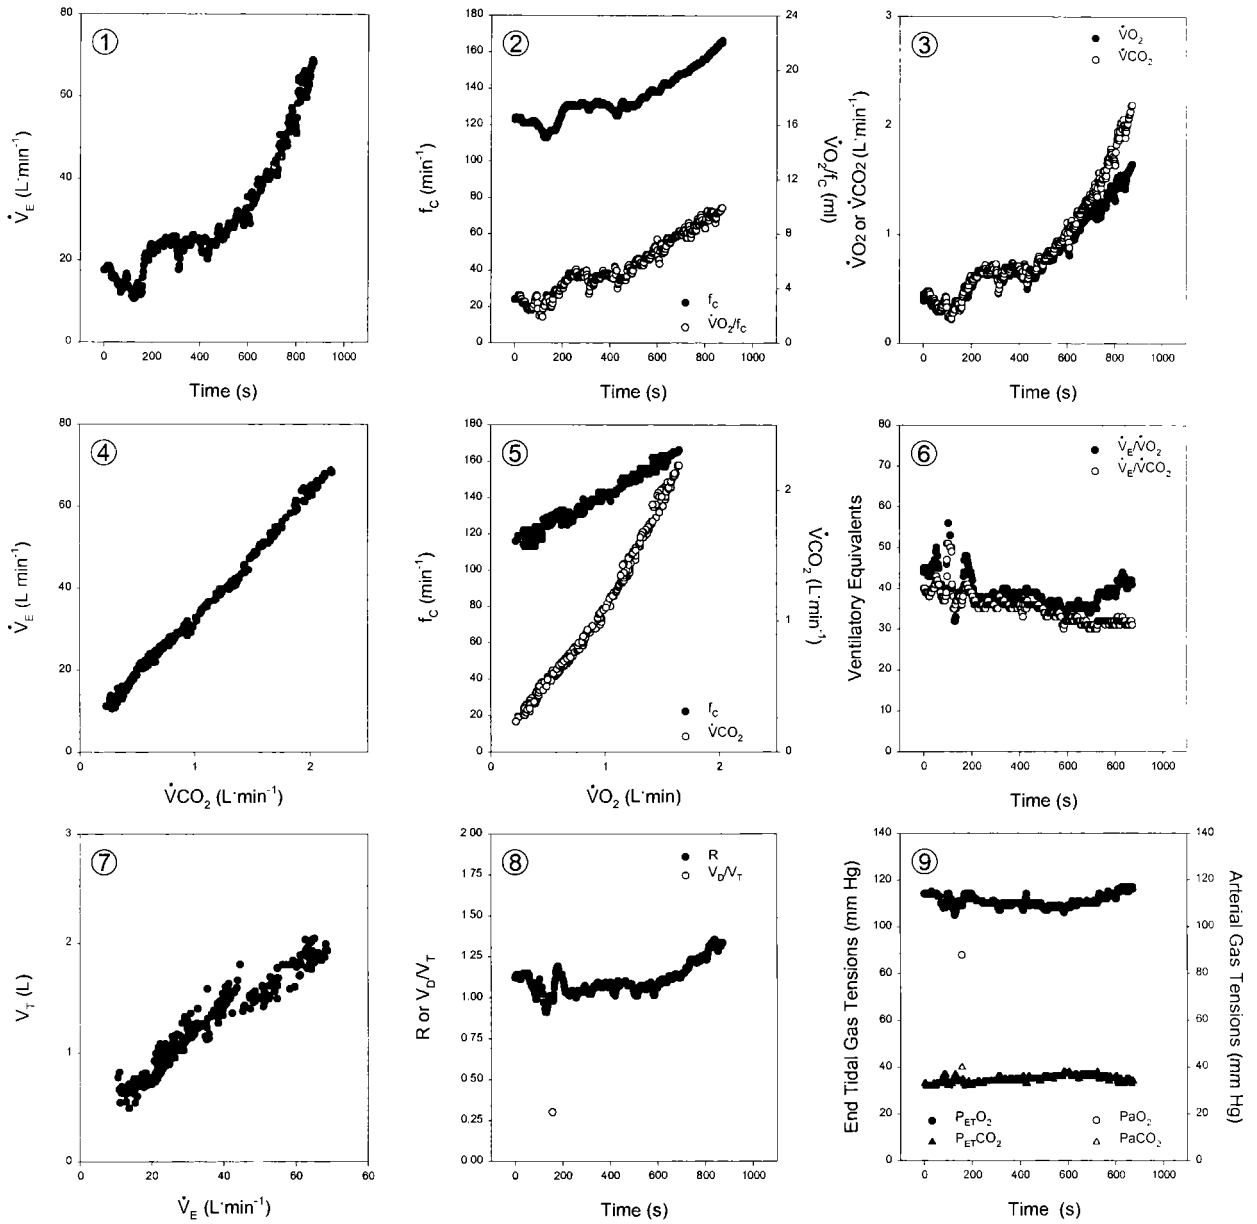 ①
80
60
40
20
0
V̇E (L·min⁻¹)
0 200 400 600 800 1000
Time (s)
②
180
160
140
120
100
80
60
40
20
0
fC (min⁻¹)
24
20
16
12
8
4
0
V̇O₂/fC (ml)
fC
V̇O₂/fC
0 200 400 600 800 1000
Time (s)
③
V̇O₂
V̇CO₂
3
2
1
0
V̇O2 or V̇CO2 (L·min⁻¹)
0 200 400 600 800 1000
Time (s)
④
80
60
40
20
0
V̇E (L min⁻¹)
0 1 2
V̇CO₂ (L·min⁻¹)
⑤
180
160
140
120
100
80
60
40
20
0
fC (min⁻¹)
2
1
0
V̇CO₂ (L·min⁻¹)
fC
V̇CO₂
0 1 2
V̇O₂ (L·min)
⑥
V̇E/V̇O₂
V̇E/V̇CO₂
80
70
60
50
40
30
20
10
0
Ventilatory Equivalents
0 200 400 600 800 1000
Time (s)
⑦
3
2
1
0
VT (L)
0 20 40 60 80 60
V̇E (L·min⁻¹)
⑧
R
VD/VT
2.00
1.75
1.50
1.25
1.00
0.75
0.50
0.25
0.00
R or VD/VT
0 200 400 600 800 1000
Time (s)
⑨
140
120
100
80
60
40
20
0
End Tidal Gas Tensions (mm Hg)
140
120
100
80
60
40
20
0
Arterial Gas Tensions (mm Hg)
PETO₂ PaO₂
PETCO₂ PaCO₂
0 200 400 600 800 1000
Time (s)